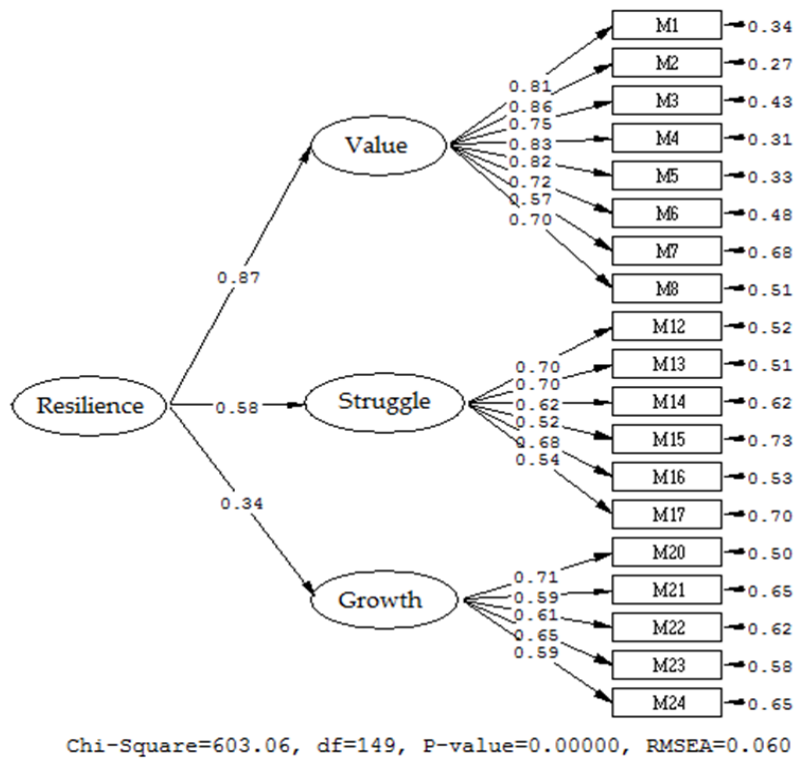 M1 0.34
M2 0.27
0.81
0.86
M3 0.43
0.75
Value
M4 0.31
0.83
0.82
M5 0.33
0.72
M6 0.48
0.57
0.70
M7 0.68
0.87
M8 0.51
M12 0.52
M13 0.51
0.70
0.70
Resilience
0.58
Struggle
M14 0.62
0.62
0.52
M15 0.73
0.68
0.54
M16 0.53
0.34
M17 0.70
M20 0.50
0.71
M21 0.65
0.59
Growth
0.61
M22 0.62
0.65
0.59
M23 0.58
M24 0.65
Chi-Square=603.06, df=149, P-value=0.00000, RMSEA=0.060